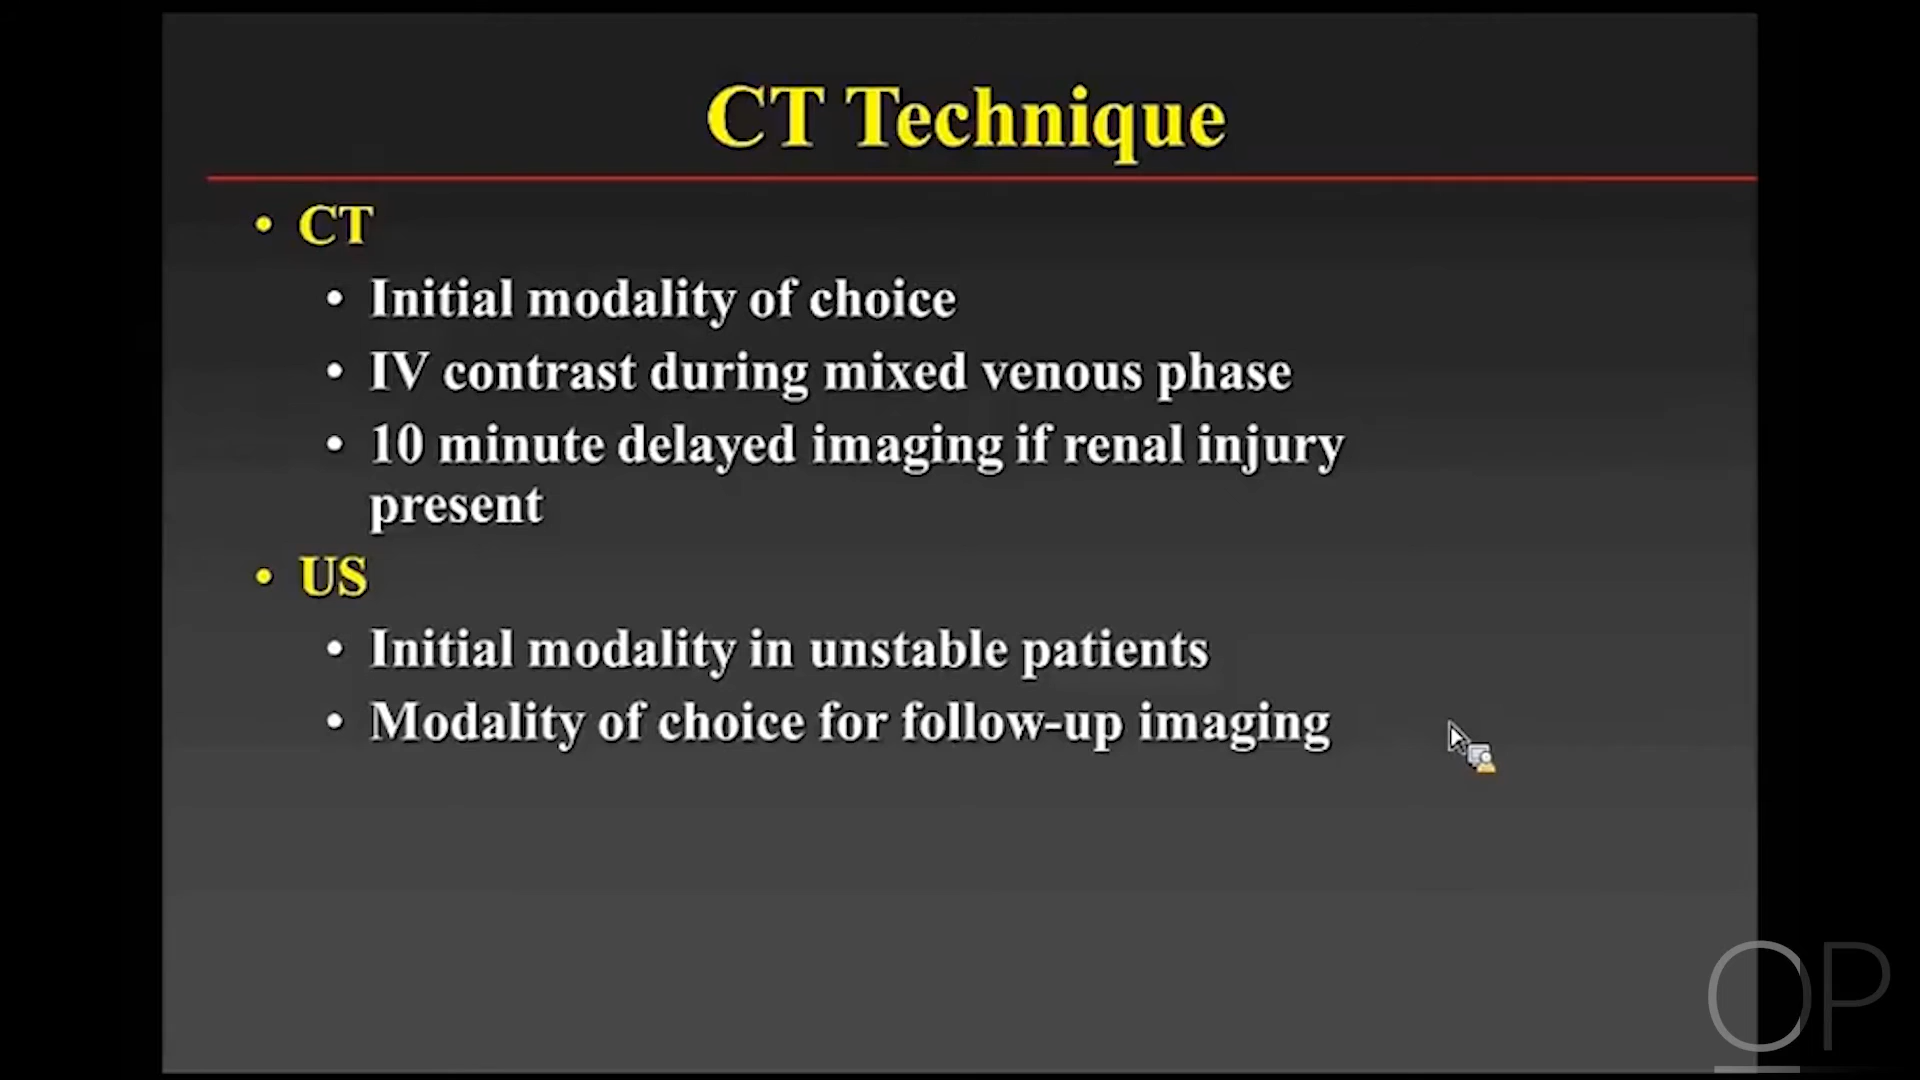 CT Technique
• CT
• Initial modality of choice
• IV contrast during mixed venous phase
• 10 minute delayed imaging if renal injury
present
• US
• Initial modality in unstable patients
• Modality of choice for follow-up imaging
OP